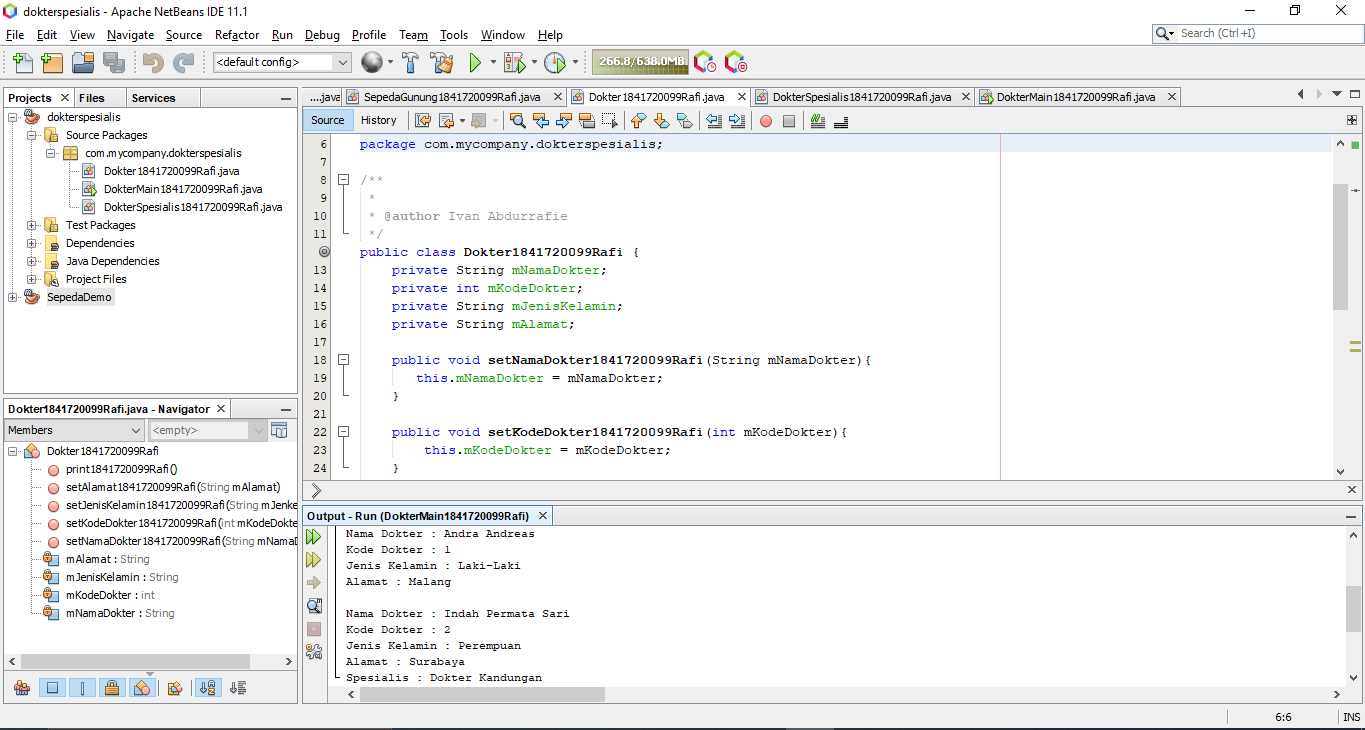 dokterspesialis - Apache NetBeans IDE 11.1
File Edit View Navigate Source Refactor Run Debug Profile Team Tools Window Help
Search (Ctrl+I)
<default config>
266.8/638.0MB
Projects
Files
Services
dokterspesialis
Source Packages
com.mycompany.dokterspesialis
Dokter1841720099Rafi.java
DokterMain1841720099Rafi.java
DokterSpesialis1841720099Rafi.java
Test Packages
Dependencies
Java Dependencies
Project Files
SepedaDemo
Dokter1841720099Rafi.java - Navigator
Members
<empty>
Dokter1841720099Rafi
print1841720099Rafi()
setAlamat1841720099Rafi(String mAlamat)
setJenisKelamin1841720099Rafi(String mJenke
setKodeDokter1841720099Rafi(int mKodeDokte
setNamaDokter1841720099Rafi(String mNamaD
mAlamat : String
mJenisKelamin : String
mKodeDokter : int
mNamaDokter : String
....java
SepedaGunung1841720099Rafi.java
Dokter1841720099Rafi.java
DokterSpesialis1841720099Rafi.java
DokterMain1841720099Rafi.java
Source
History
6 package com.mycompany.dokterspesialis;
7
8 /**
9 *
10 * @author Ivan Abdurrafie
11 */
public class Dokter1841720099Rafi {
13 private String mNamaDokter;
14 private int mKodeDokter;
15 private String mJenisKelamin;
16 private String mAlamat;
17
18 public void setNamaDokter1841720099Rafi(String mNamaDokter){
19 this.mNamaDokter = mNamaDokter;
20 }
21
22 public void setKodeDokter1841720099Rafi(int mKodeDokter){
23 this.mKodeDokter = mKodeDokter;
24 }
Output - Run (DokterMain1841720099Rafi)
Nama Dokter : Andra Andreas
Kode Dokter : 1
Jenis Kelamin : Laki-Laki
Alamat : Malang
Nama Dokter : Indah Permata Sari
Kode Dokter : 2
Jenis Kelamin : Perempuan
Alamat : Surabaya
Spesialis : Dokter Kandungan
6:6
INS